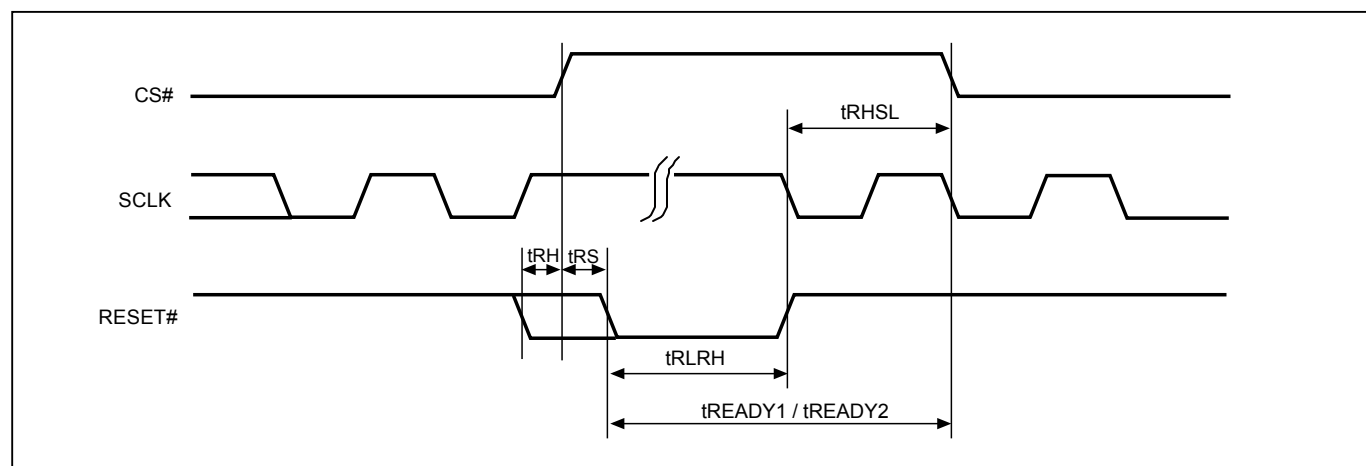 CS#
tRHSL
SCLK
tRH tRS
RESET#
tRLRH
tREADY1 / tREADY2